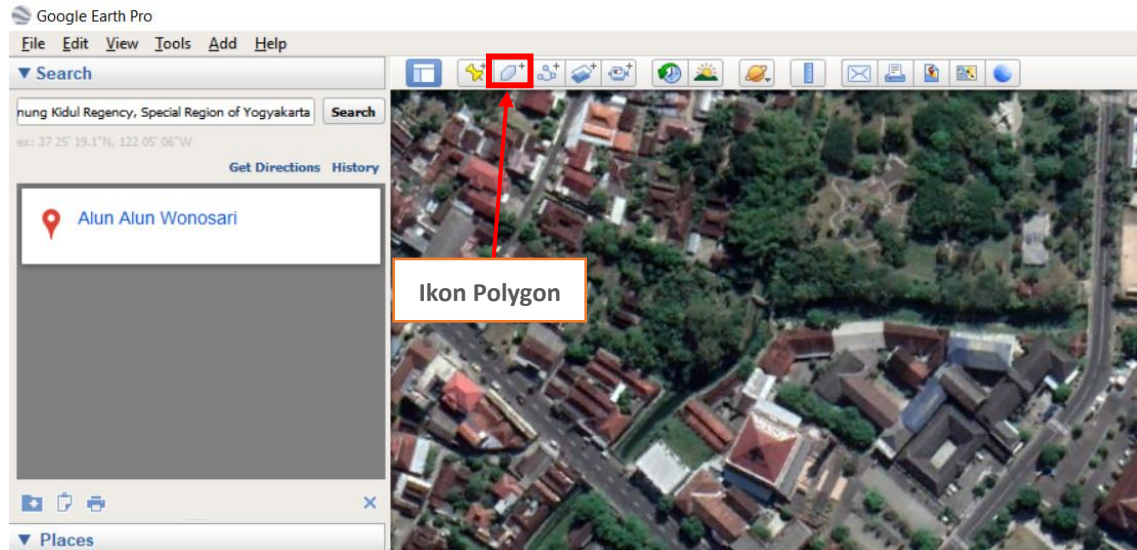 Google Earth Pro
File Edit View Tools Add Help
▼ Search
nung Kidul Regency, Special Region of Yogyakarta Search
ex: 37 25' 19.1"N, 122 05' 06"W
Get Directions History
Alun Alun Wonosari
Ikon Polygon
▼ Places